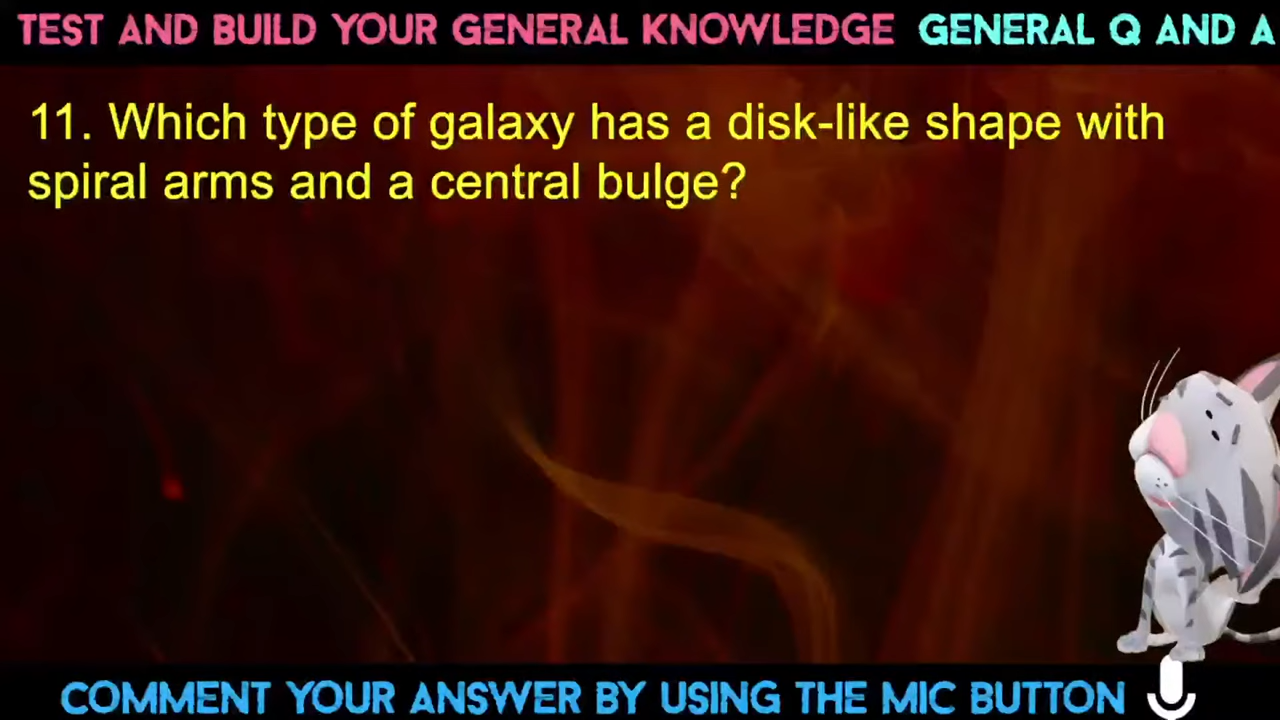 TEST AND BUILD YOUR GENERAL KNOWLEDGE GENERAL Q AND A
11. Which type of galaxy has a disk-like shape with
spiral arms and a central bulge?
COMMENT YOUR ANSWER BY USING THE MIC BUTTON